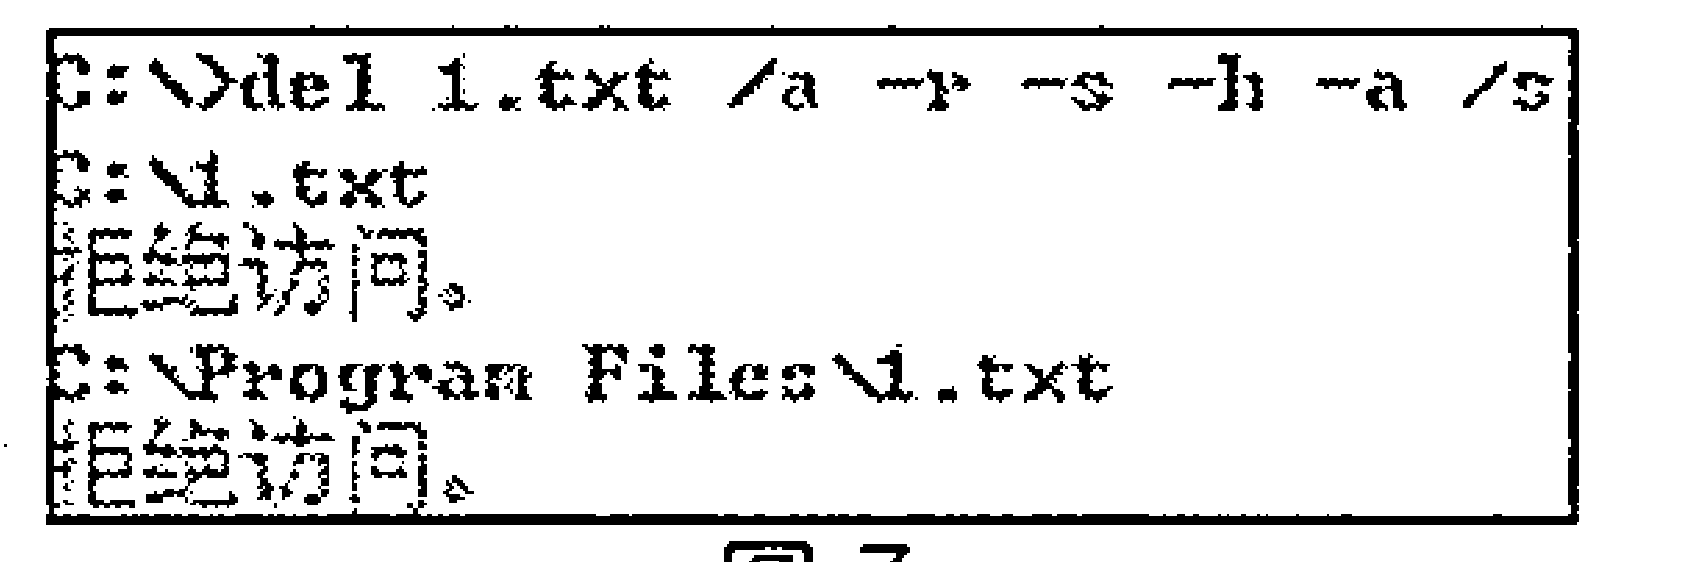 C:\>del 1.txt /a -r -s -h -a /s
C:\1.txt
拒绝访问。
C:\Program Files\1.txt
拒绝访问。